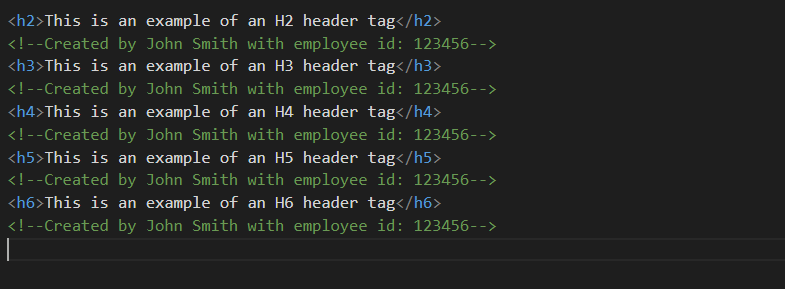 <h2>This is an example of an H2 header tag</h2>
<!--Created by John Smith with employee id: 123456-->
<h3>This is an example of an H3 header tag</h3>
<!--Created by John Smith with employee id: 123456-->
<h4>This is an example of an H4 header tag</h4>
<!--Created by John Smith with employee id: 123456-->
<h5>This is an example of an H5 header tag</h5>
<!--Created by John Smith with employee id: 123456-->
<h6>This is an example of an H6 header tag</h6>
<!--Created by John Smith with employee id: 123456-->